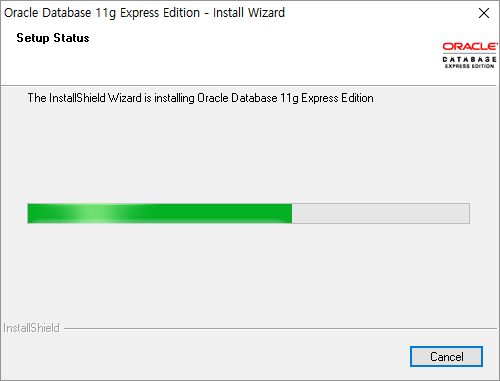 Oracle Database 11g Express Edition - Install Wizard
Setup Status
ORACLE
DATABASE
EXPRESS EDITION
The InstallShield Wizard is installing Oracle Database 11g Express Edition
InstallShield
Cancel